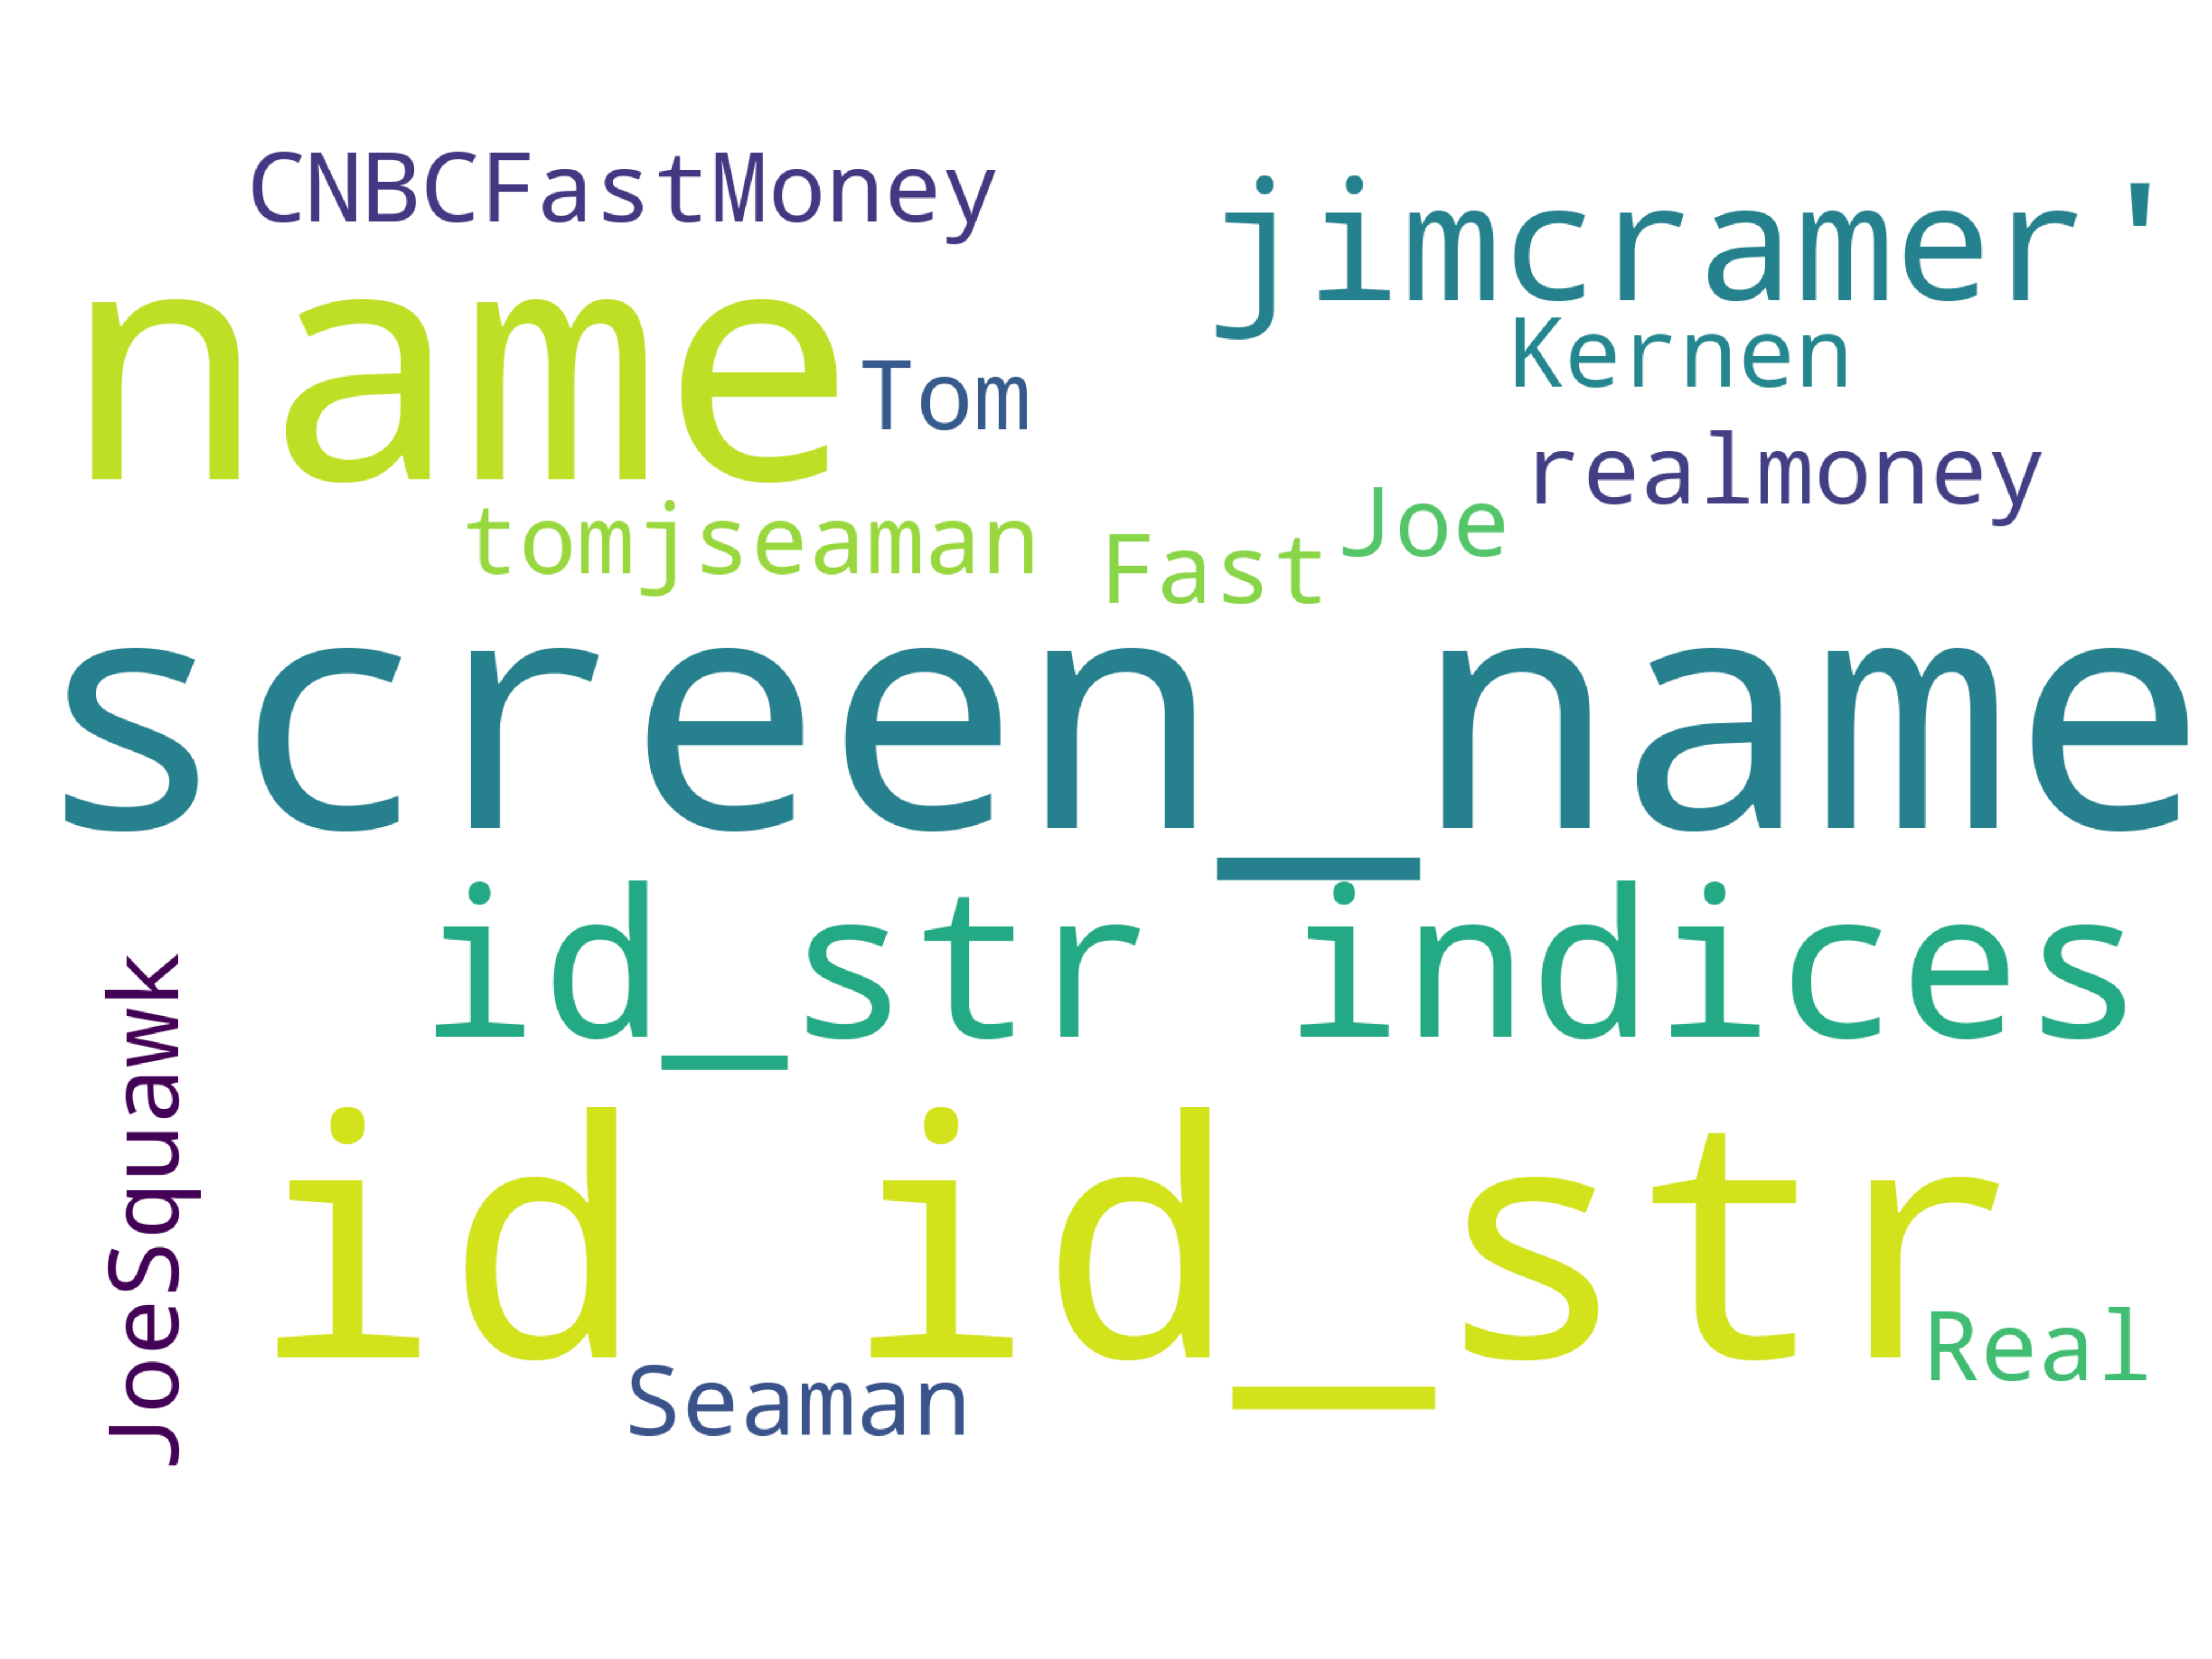 CNBCFastMoney
jimcramer'
name
Kernen
Tom
realmoney
tomjseaman
Joe
Fast
screen_name
id_str indices
JoeSquawk
id id_str
Real
Seaman